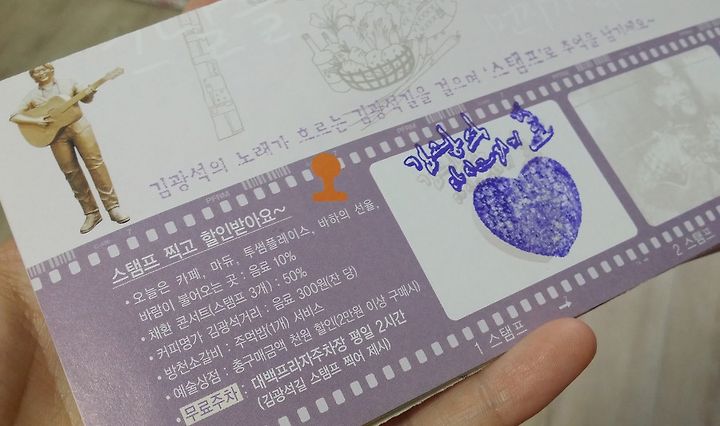 김광석의 노래가 흐르는 김광석길을 걸으며 '스탬프'로 추억을 남기세요~
스탬프 찍고 할인받아요~
• 오늘은 카페, 마듀, 투썸플레이스, 바하의 선율,
바람이 불어오는 곳 : 음료 10%
• 채환 콘서트(스탬프 3개) : 50%
• 커피명가 김광석거리 : 음료 300원(잔 당)
• 방천소갈비 : 주먹밥(1개) 서비스
• 예술상점 : 총구매금액 천원 할인(2만원 이상 구매시)
• 무료주차 : 대백프라자주차장 평일 2시간
(김광석길 스탬프 찍어 제시)
1 스탬프
2 스탬프